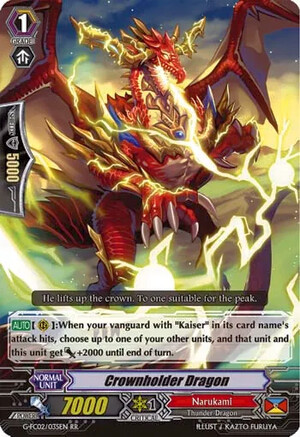 GRADE
1
5000
He lifts up the crown. To one suitable for the peak.
AUTO :When your vanguard with "Kaiser" in its card name's
attack hits, choose up to one of your other units, and that unit and
this unit get +2000 until end of turn.
NORMAL
UNIT
Crownholder Dragon
7000
1
CRITICAL
Narukami
Thunder Dragon
G-FC02/035EN RR
ILLUST / KAZTO FURUYA